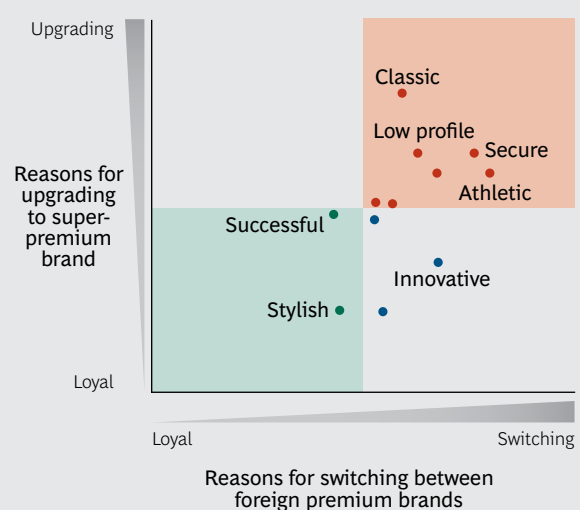 Upgrading
Classic
Low profile
Secure
Reasons for
upgrading
to super-
premium
brand
Athletic
Successful
Innovative
Stylish
Loyal
Loyal
Switching
Reasons for switching between
foreign premium brands